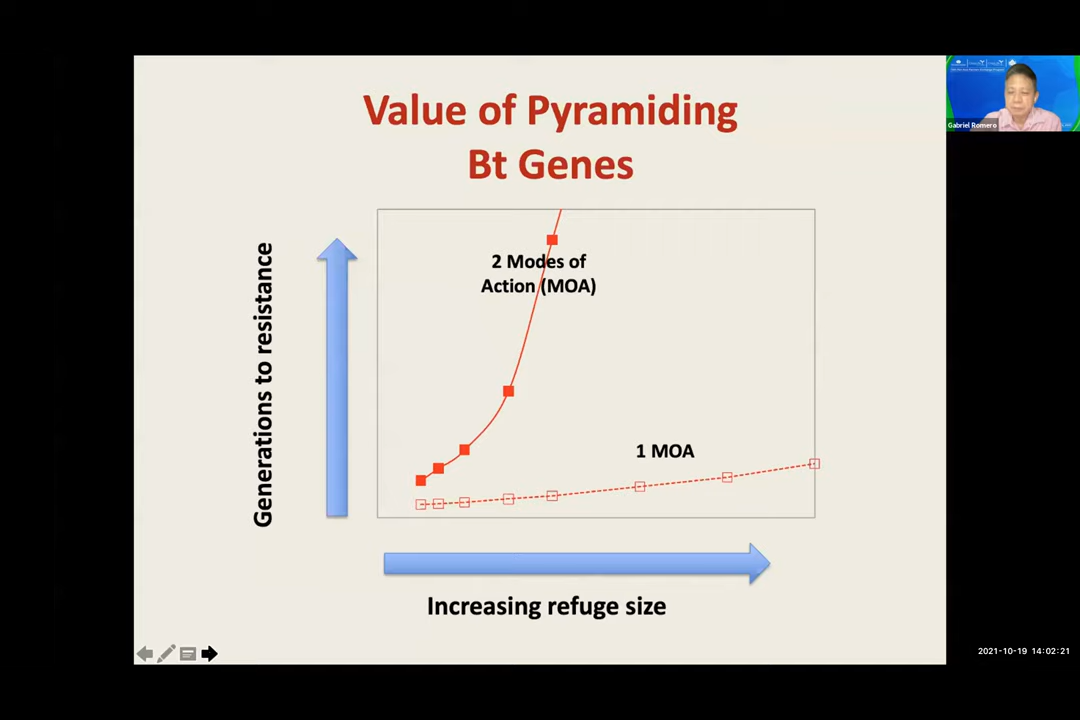 Value of Pyramiding
Bt Genes
Gabriel Romero
Generations to resistance
2 Modes of
Action (MOA)
1 MOA
Increasing refuge size
2021-10-19 14:02:21